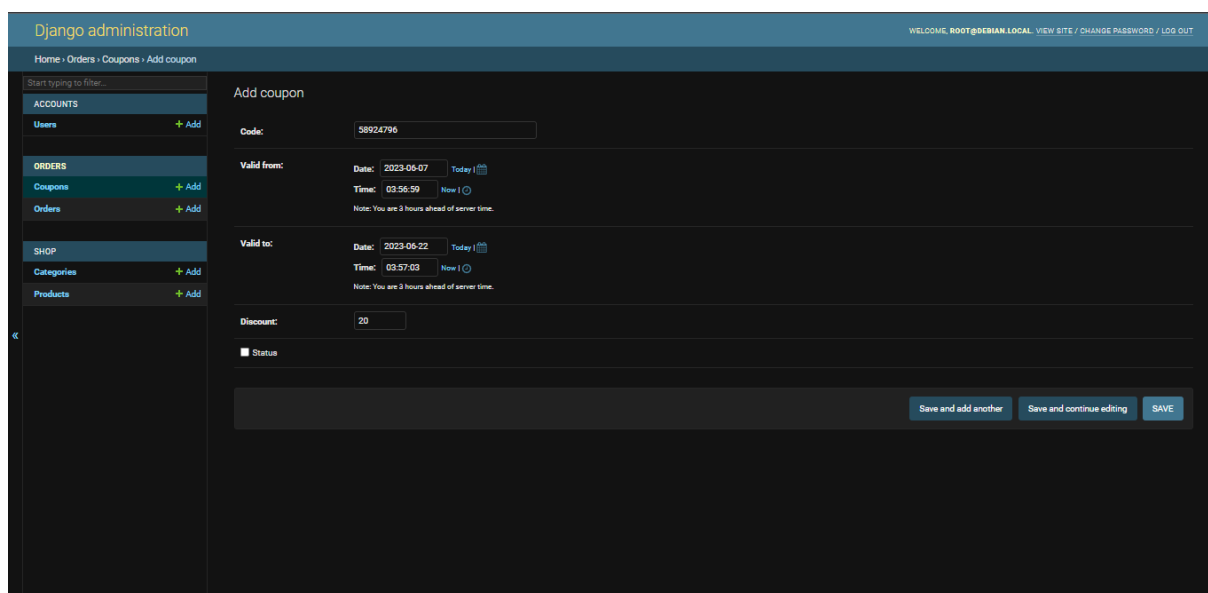 Django administration
WELCOME, ROOT@DEBIAN.LOCAL. VIEW SITE / CHANGE PASSWORD / LOG OUT
Home › Orders › Coupons › Add coupon
Start typing to filter...
ACCOUNTS
Users + Add
ORDERS
Coupons + Add
Orders + Add
SHOP
Categories + Add
Products + Add
«
Add coupon
Code: 58924796
Valid from: Date: 2023-06-07 Today |
Time: 03:56:59 Now |
Note: You are 3 hours ahead of server time.
Valid to: Date: 2023-06-22 Today |
Time: 03:57:03 Now |
Note: You are 3 hours ahead of server time.
Discount: 20
Status
Save and add another Save and continue editing SAVE